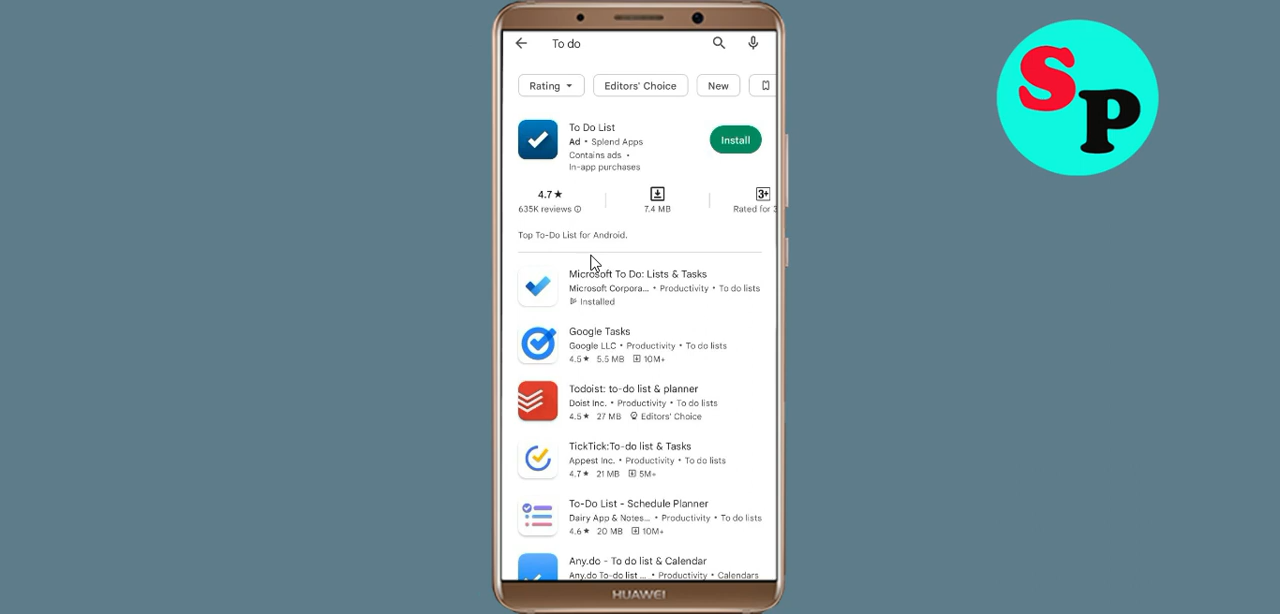 To do
Rating
Editors' Choice
New
To Do List
Ad • Splend Apps
Contains ads •
In-app purchases
Install
4.7★
635K reviews
7.4 MB
3+
Rated for 3
Top To-Do List for Android.
Microsoft To Do: Lists & Tasks
Microsoft Corpora... • Productivity • To do lists
Installed
Google Tasks
Google LLC • Productivity • To do lists
4.5★ 5.5 MB 10M+
Todoist: to-do list & planner
Doist Inc. • Productivity • To do lists
4.5★ 27 MB Editors' Choice
TickTick:To-do list & Tasks
Appest Inc. • Productivity • To do lists
4.7★ 21 MB 5M+
To-Do List - Schedule Planner
Dairy App & Notes... • Productivity • To do lists
4.6★ 20 MB 10M+
Any.do - To do list & Calendar
Any.do To-do list ... • Productivity • Calendars
HUAWEI
SP